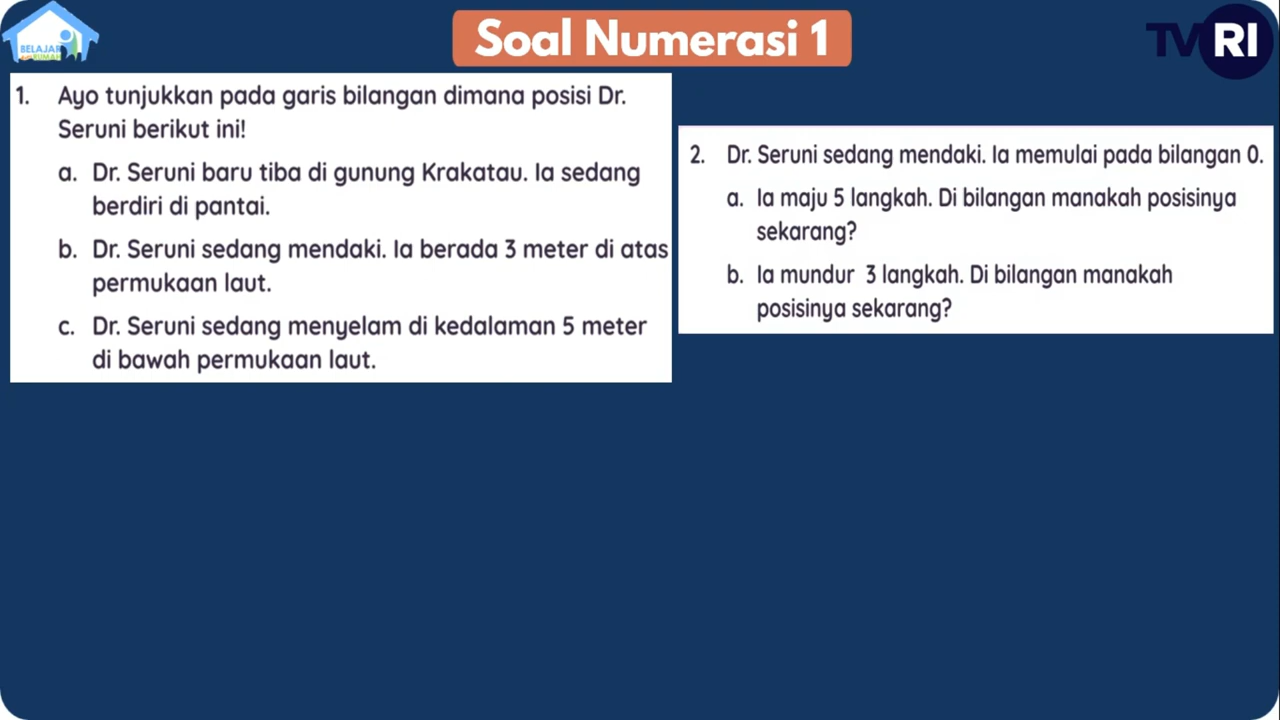 BELAJAR
RUMAH
Soal Numerasi 1
TVRI
1. Ayo tunjukkan pada garis bilangan dimana posisi Dr.
Seruni berikut ini!
a. Dr. Seruni baru tiba di gunung Krakatau. Ia sedang
berdiri di pantai.
b. Dr. Seruni sedang mendaki. Ia berada 3 meter di atas
permukaan laut.
c. Dr. Seruni sedang menyelam di kedalaman 5 meter
di bawah permukaan laut.
2. Dr. Seruni sedang mendaki. Ia memulai pada bilangan 0.
a. Ia maju 5 langkah. Di bilangan manakah posisinya
sekarang?
b. Ia mundur 3 langkah. Di bilangan manakah
posisinya sekarang?